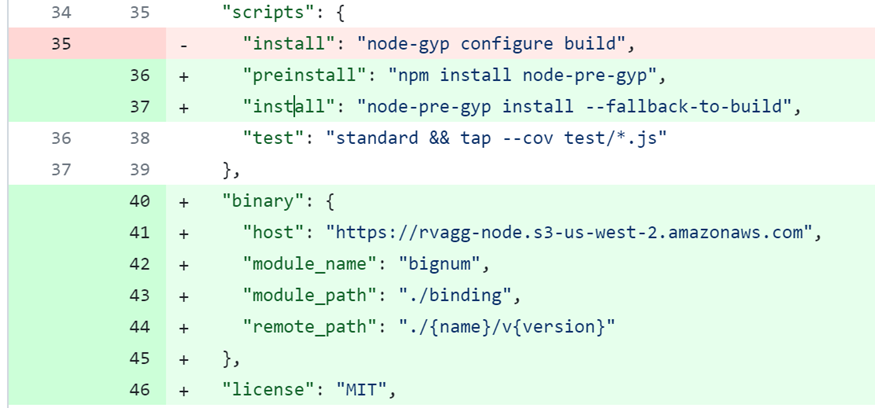 34 35 "scripts": {
35 - "install": "node-gyp configure build",
36 + "preinstall": "npm install node-pre-gyp",
37 + "install": "node-pre-gyp install --fallback-to-build",
36 38 "test": "standard && tap --cov test/*.js"
37 39 },
40 + "binary": {
41 + "host": "https://rvagg-node.s3-us-west-2.amazonaws.com",
42 + "module_name": "bignum",
43 + "module_path": "./binding",
44 + "remote_path": "./{name}/v{version}"
45 + },
46 + "license": "MIT",